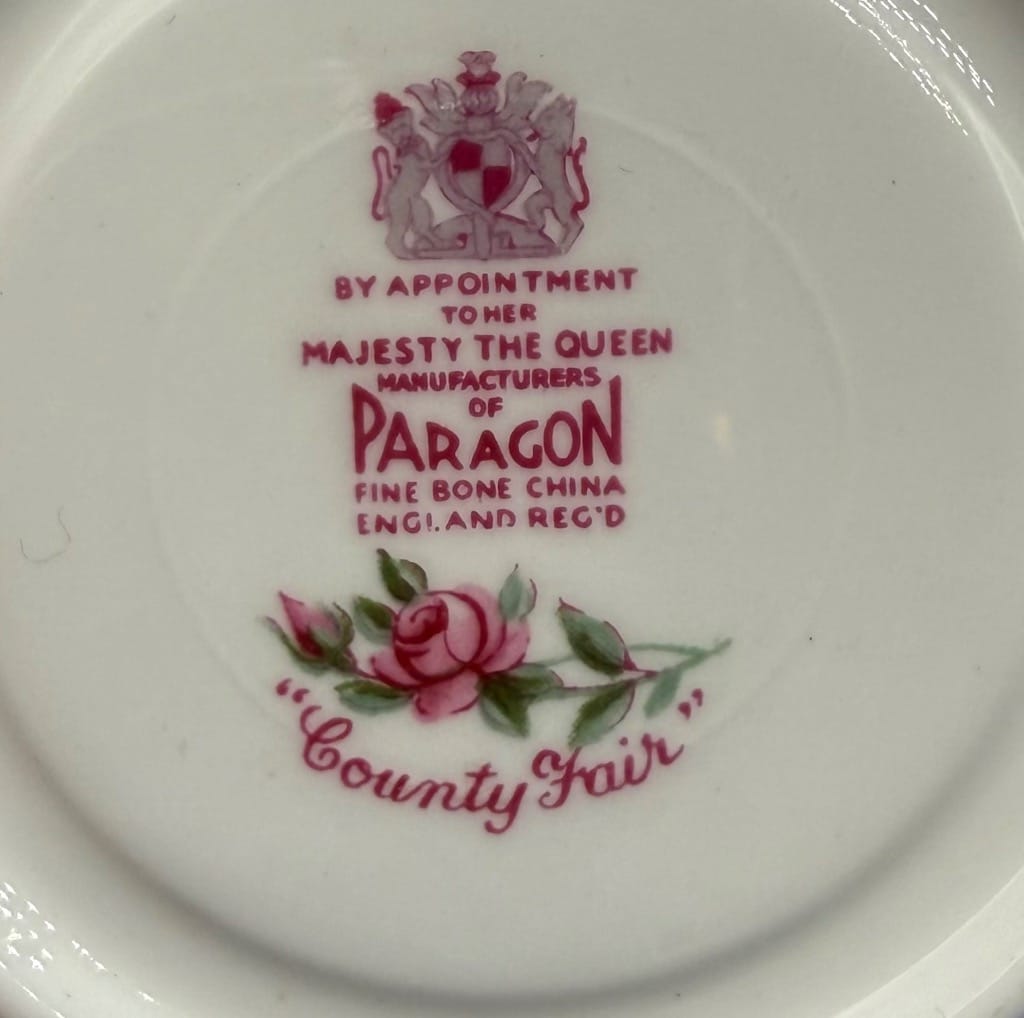 BY APPOINTMENT
TO HER
MAJESTY THE QUEEN
MANUFACTURERS
OF
PARAGON
FINE BONE CHINA
ENGLAND REG'D
"County Fair"